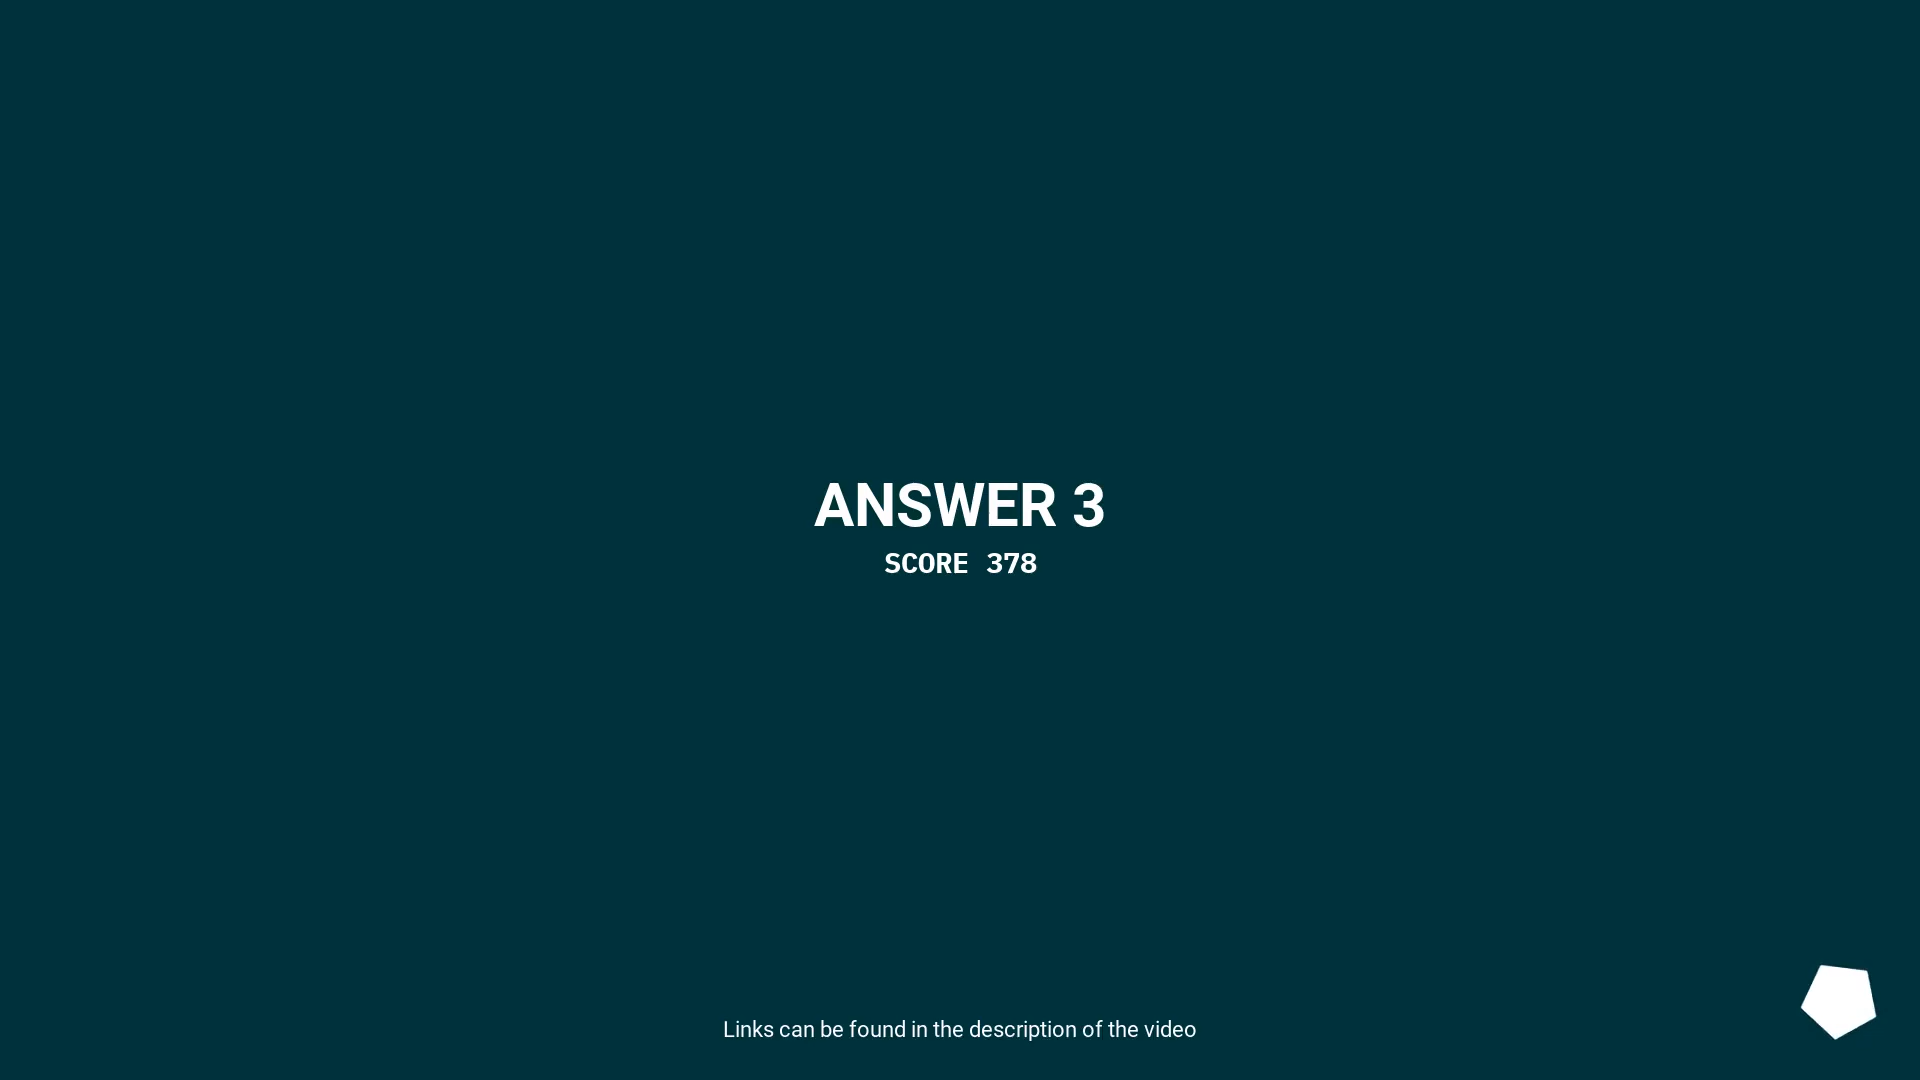 ANSWER 3
SCORE 378
Links can be found in the description of the video